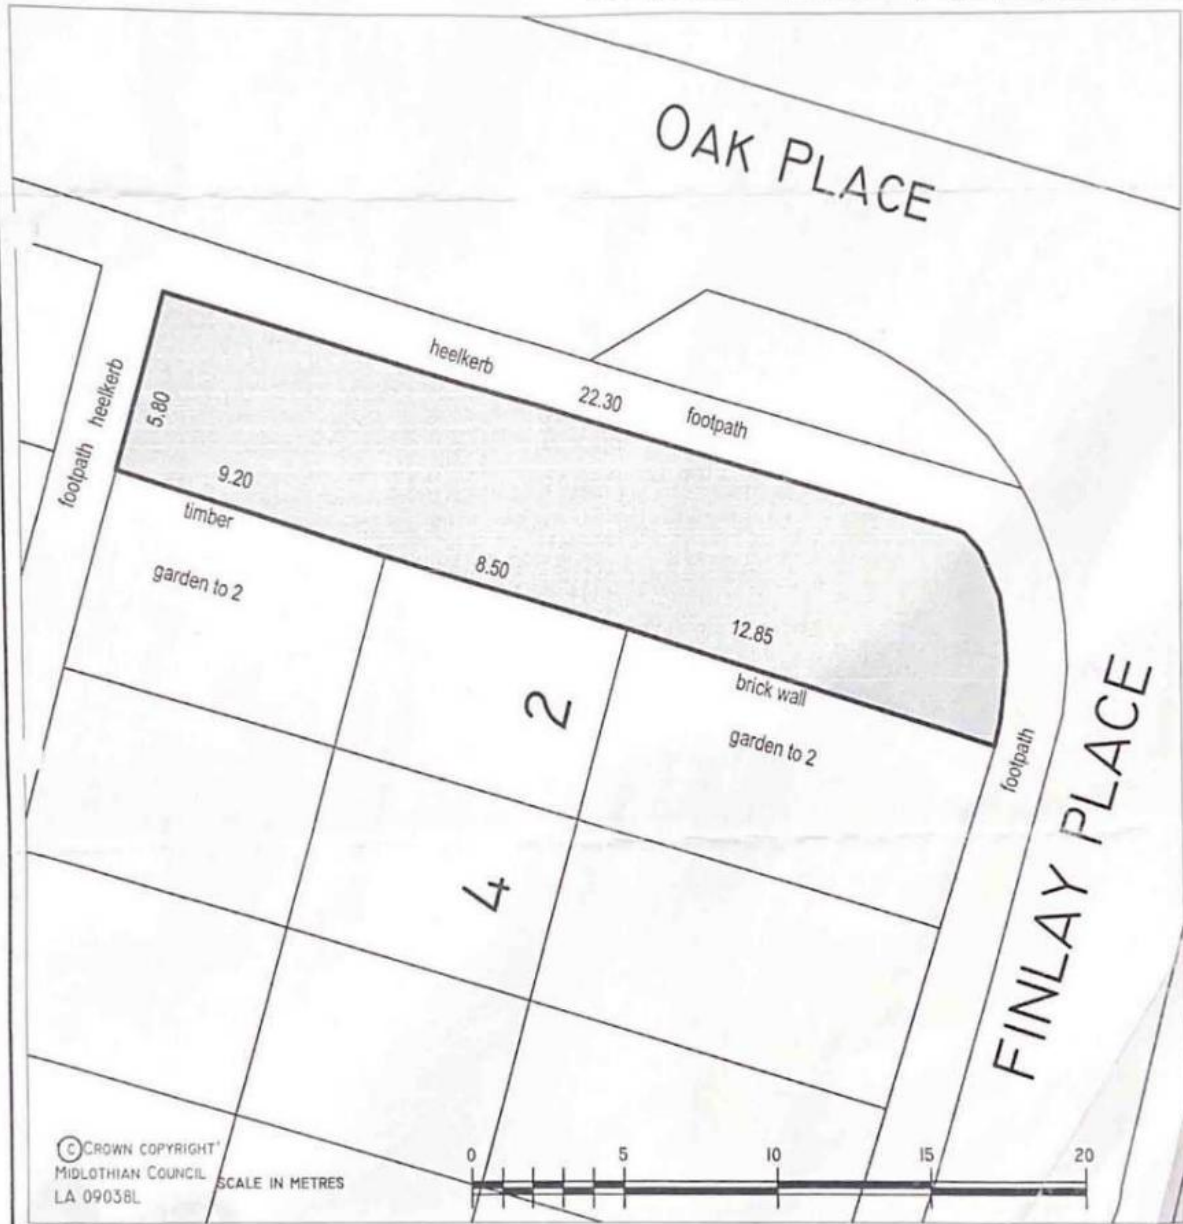 OAK PLACE
heelkerb
22.30
footpath
footpath heelkerb
5.80
9.20
timber
8.50
12.85
garden to 2
brick wall
garden to 2
2
4
footpath
FINLAY PLACE
© CROWN COPYRIGHT
MIDLOTHIAN COUNCIL
LA 09038L
SCALE IN METRES
0 5 10 15 20